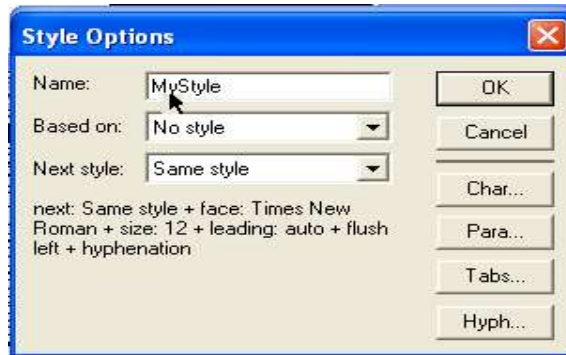 Style Options
Name: MyStyle OK
Based on: No style Cancel
Next style: Same style
Char...
next: Same style + face: Times New
Roman + size: 12 + leading: auto + flush
left + hyphenation
Para...
Tabs...
Hyph...